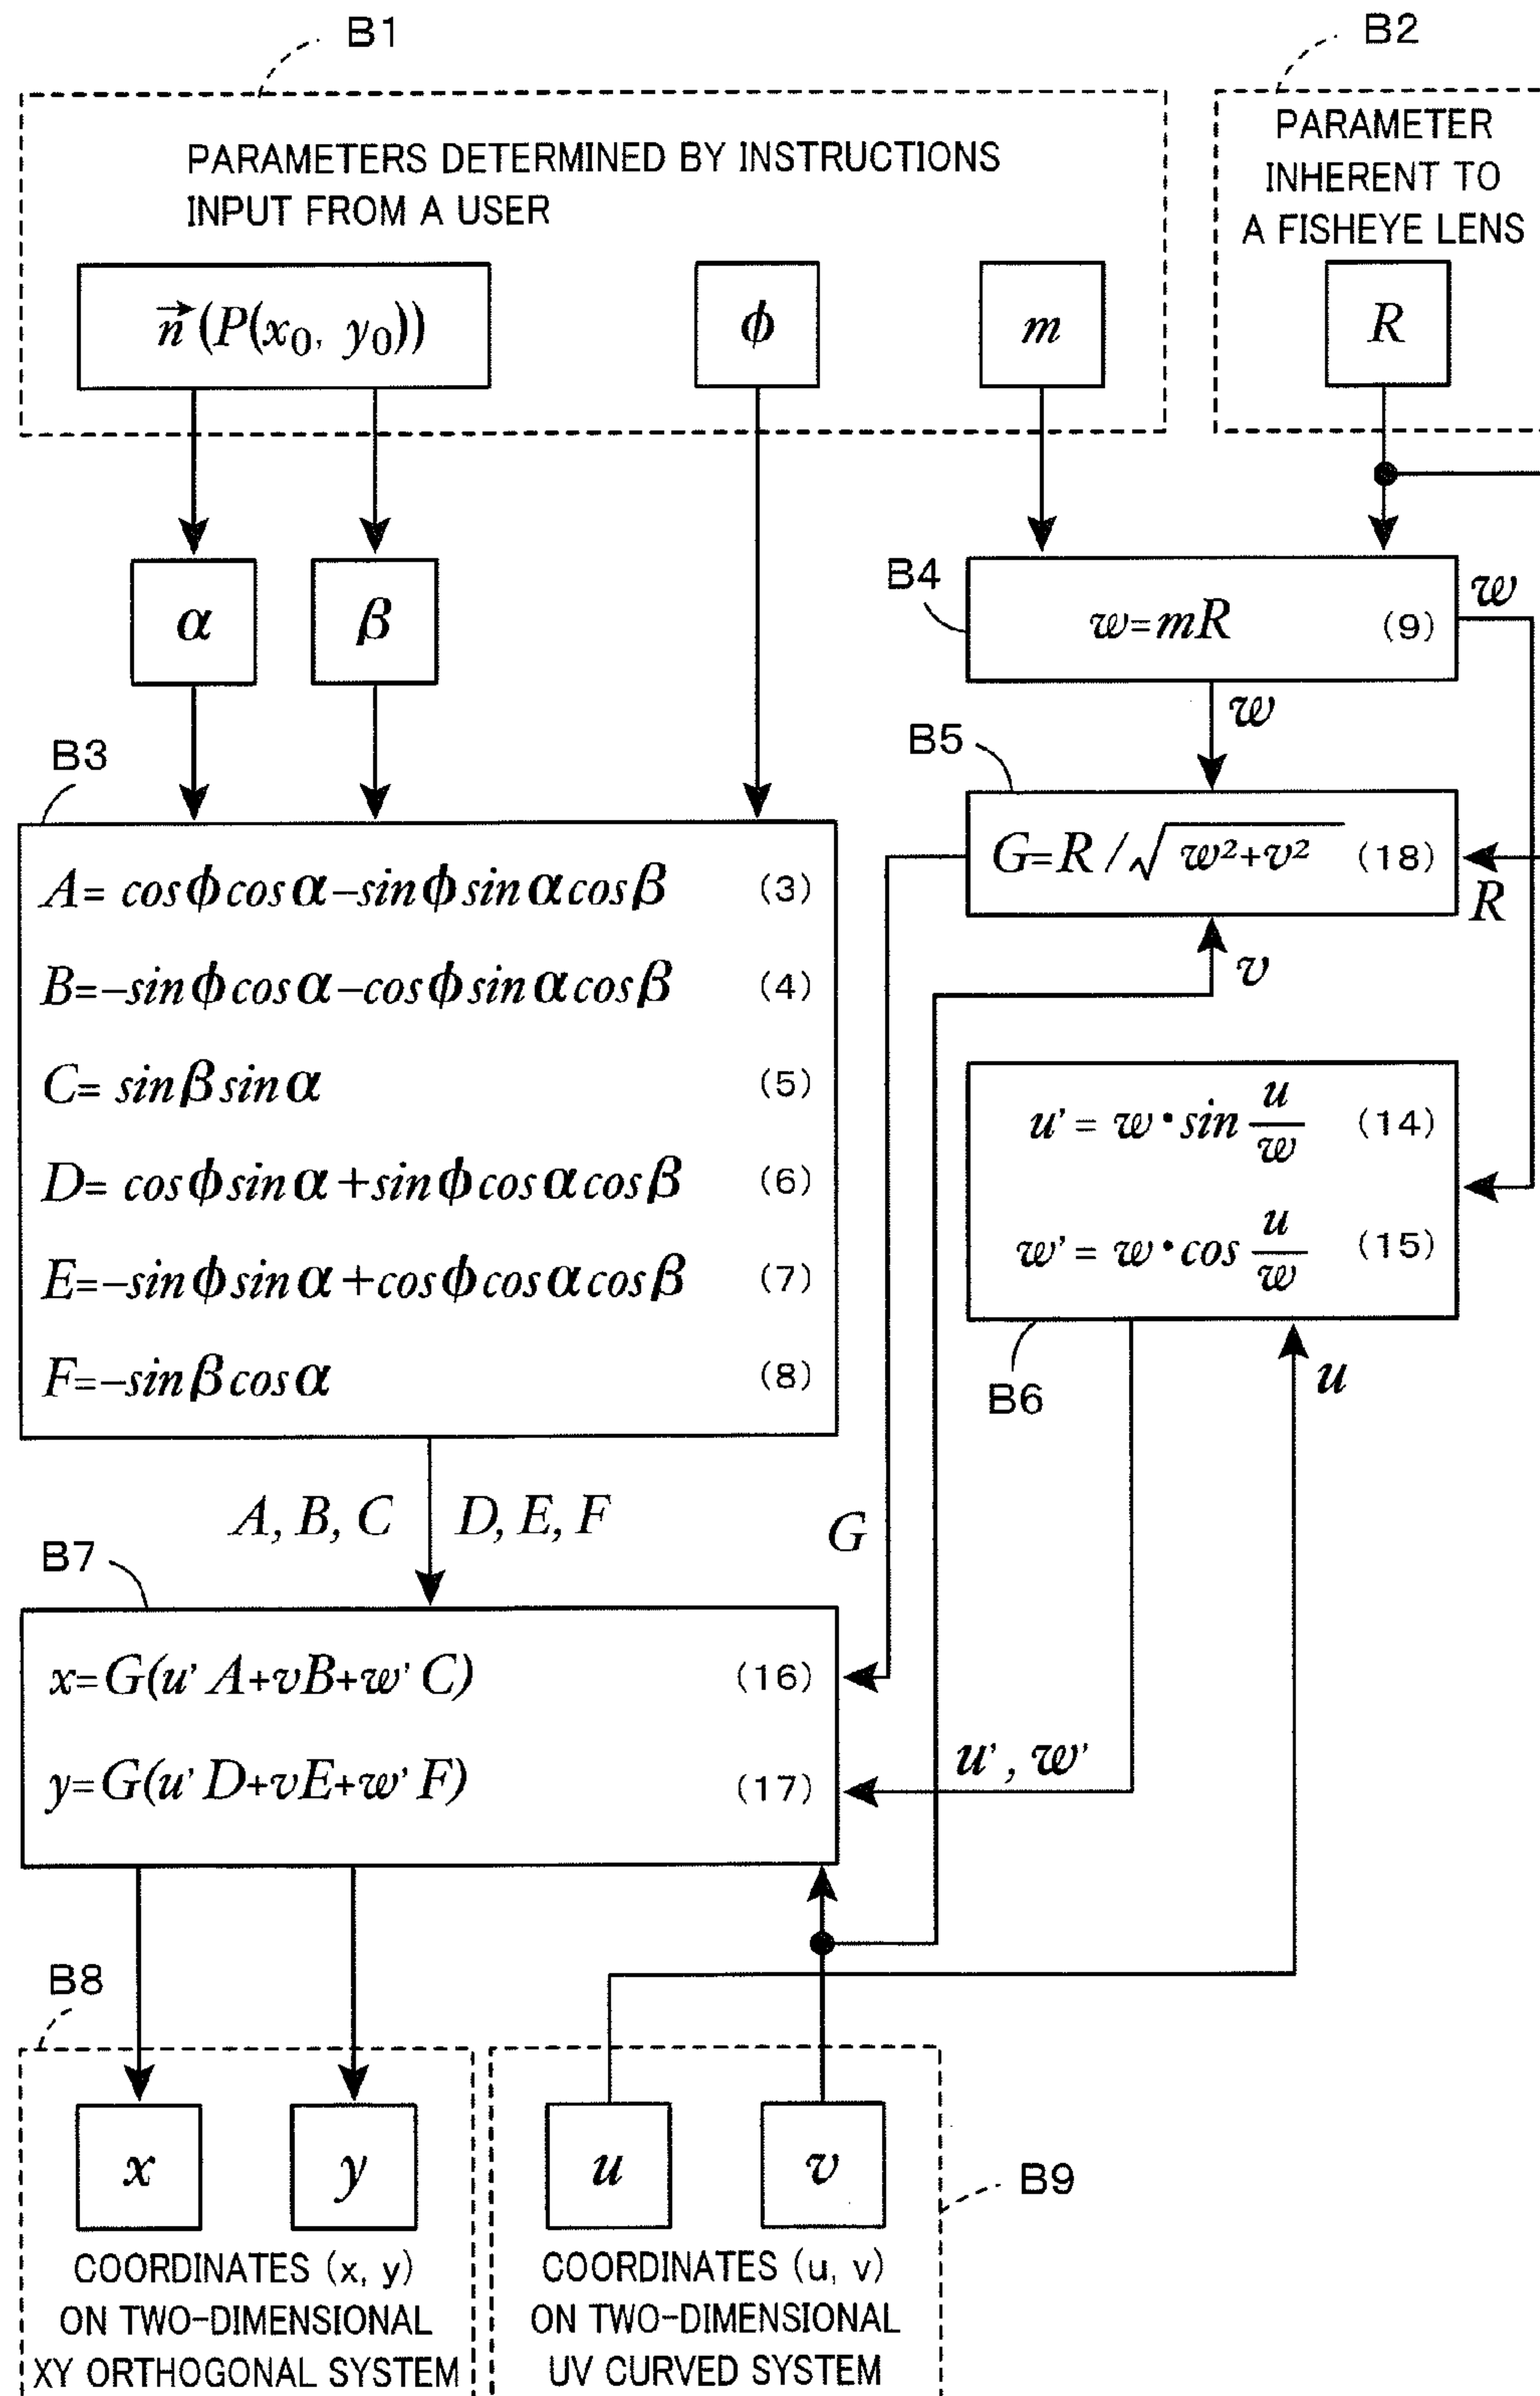 B1
B2
PARAMETERS DETERMINED BY INSTRUCTIONS
INPUT FROM A USER
PARAMETER
INHERENT TO
A FISHEYE LENS
n⃗ (P(x₀, y₀))
ϕ
m
R
α
β
B4
w=mR (9)
w
w
B5
G=R/√(w²+v²) (18)
R
v
B3
A= cosϕcosα–sinϕsinαcosβ (3)
B=–sinϕcosα–cosϕsinαcosβ (4)
C= sinβsinα (5)
D= cosϕsinα+sinϕcosαcosβ (6)
E=–sinϕsinα+cosϕcosαcosβ (7)
F=–sinβcosα (8)
u' = w•sin u/w (14)
w' = w•cos u/w (15)
B6
u
A, B, C D, E, F
G
B7
x=G(u' A+vB+w' C) (16)
y=G(u' D+vE+w' F) (17)
u', w'
B8
x
y
u
v
B9
COORDINATES (x, y)
ON TWO-DIMENSIONAL
XY ORTHOGONAL SYSTEM
COORDINATES (u, v)
ON TWO-DIMENSIONAL
UV CURVED SYSTEM